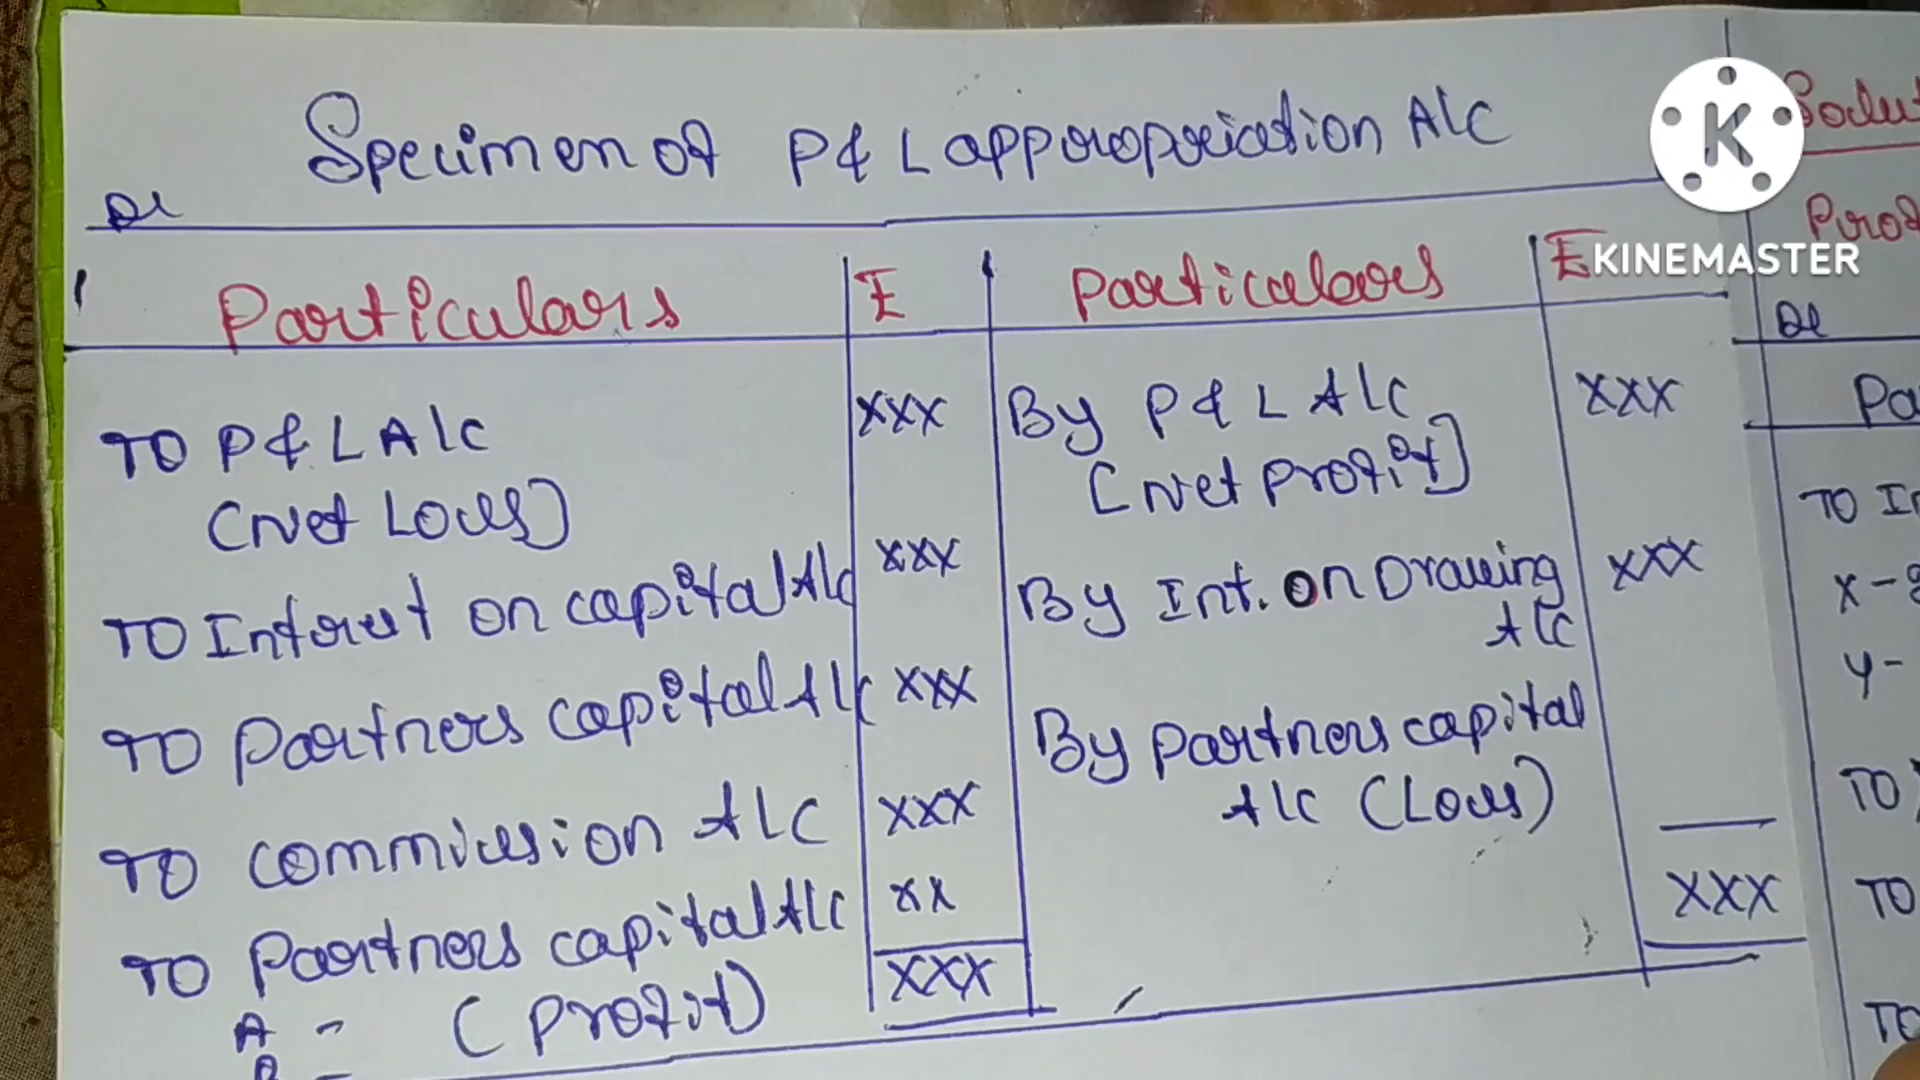 Specimen of P & L appropriation A/c
Dr
Particulars ₹ Particulars ₹
To P & L A/c xxx By P & L A/c xxx
(Net Loss) [Net profit]
To Interest on capital A/c xxx By Int. on Drawing xxx
A/c
To Partners capital A/c xxx By Partners capital
A/c (Loss)
To commission A/c xxx
To Partners capital A/c xx xxx
(Profit) xxx
A -
B -
KINEMASTER
Dr
To
x -
y -
To
To
To